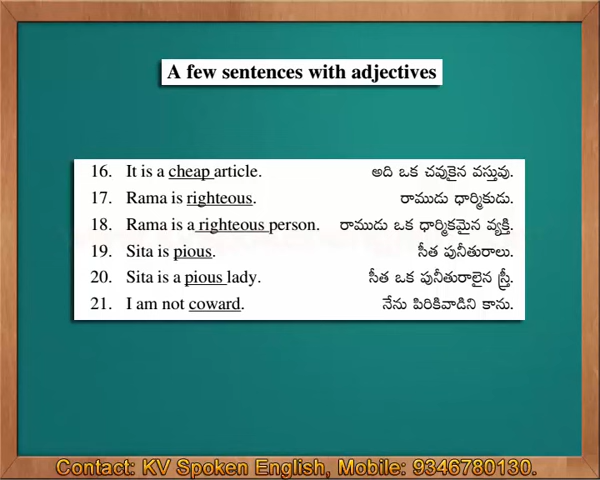 A few sentences with adjectives
16. It is a cheap article. అది ఒక చవుకైన వస్తువు.
17. Rama is righteous. రాముడు ధార్మికుడు.
18. Rama is a righteous person. రాముడు ఒక ధార్మికమైన వ్యక్తి.
19. Sita is pious. సీత పునీతురాలు.
20. Sita is a pious lady. సీత ఒక పునీతురాలైన స్త్రీ.
21. I am not coward. నేను పిరికివాడిని కాను.
Contact: KV Spoken English, Mobile: 9346780130.